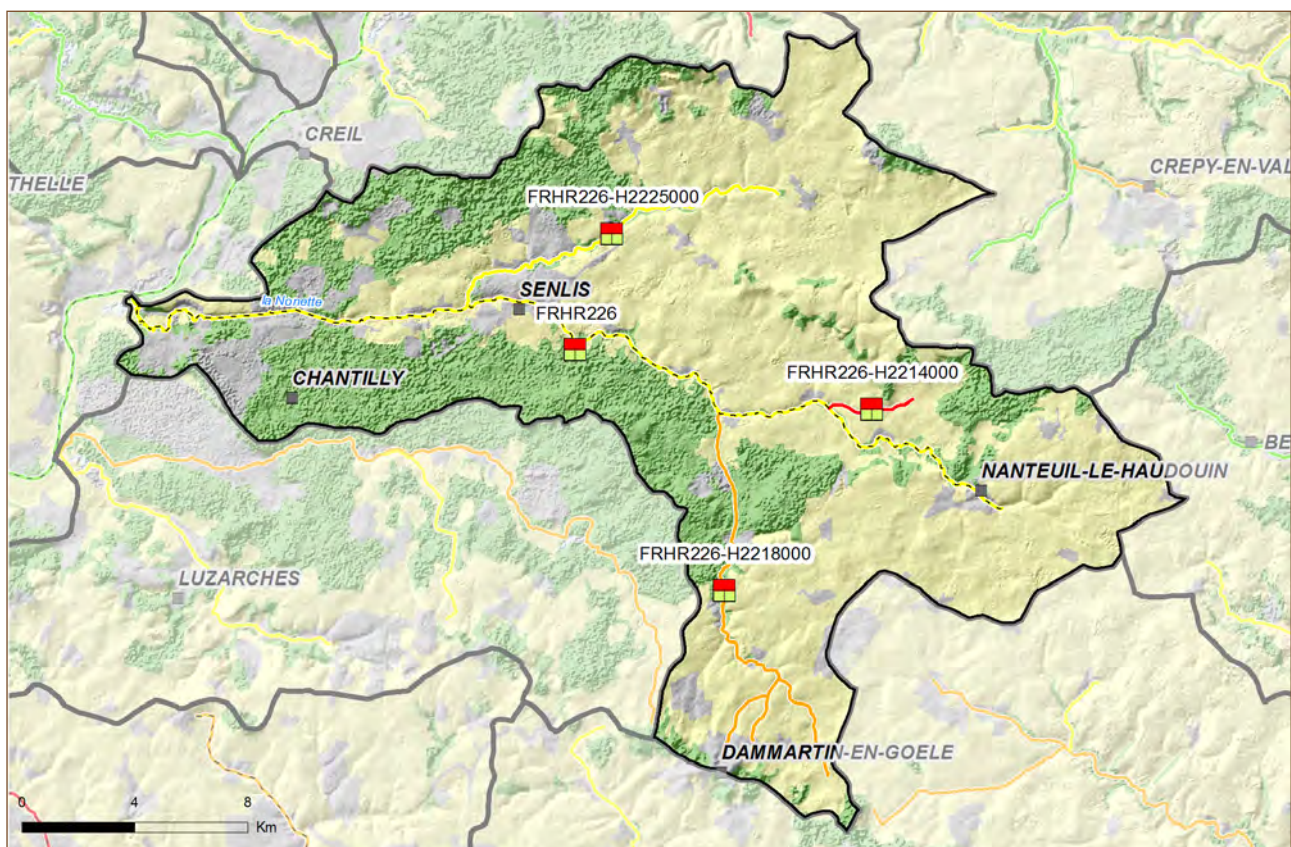 CREIL
THELLE
CREPY-EN-VAL
FRHR226-H2225000
SENLIS
la Nonette
FRHR226
CHANTILLY
FRHR226-H2214000
BE
NANTEUIL-LE-HAUDOUIN
FRHR226-H2218000
LUZARCHES
DAMMARTIN-EN-GOELE
0 4 8
Km